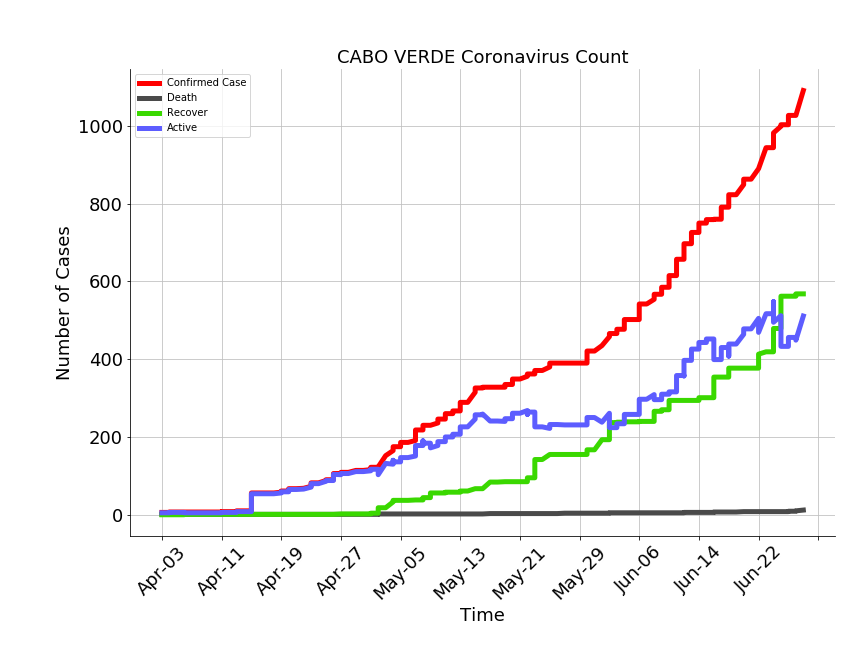 CABO VERDE Coronavirus Count
Confirmed Case
Death
Recover
Active
Number of Cases
1000
800
600
400
200
0
Apr-03
Apr-11
Apr-19
Apr-27
May-05
May-13
May-21
May-29
Jun-06
Jun-14
Jun-22
Time